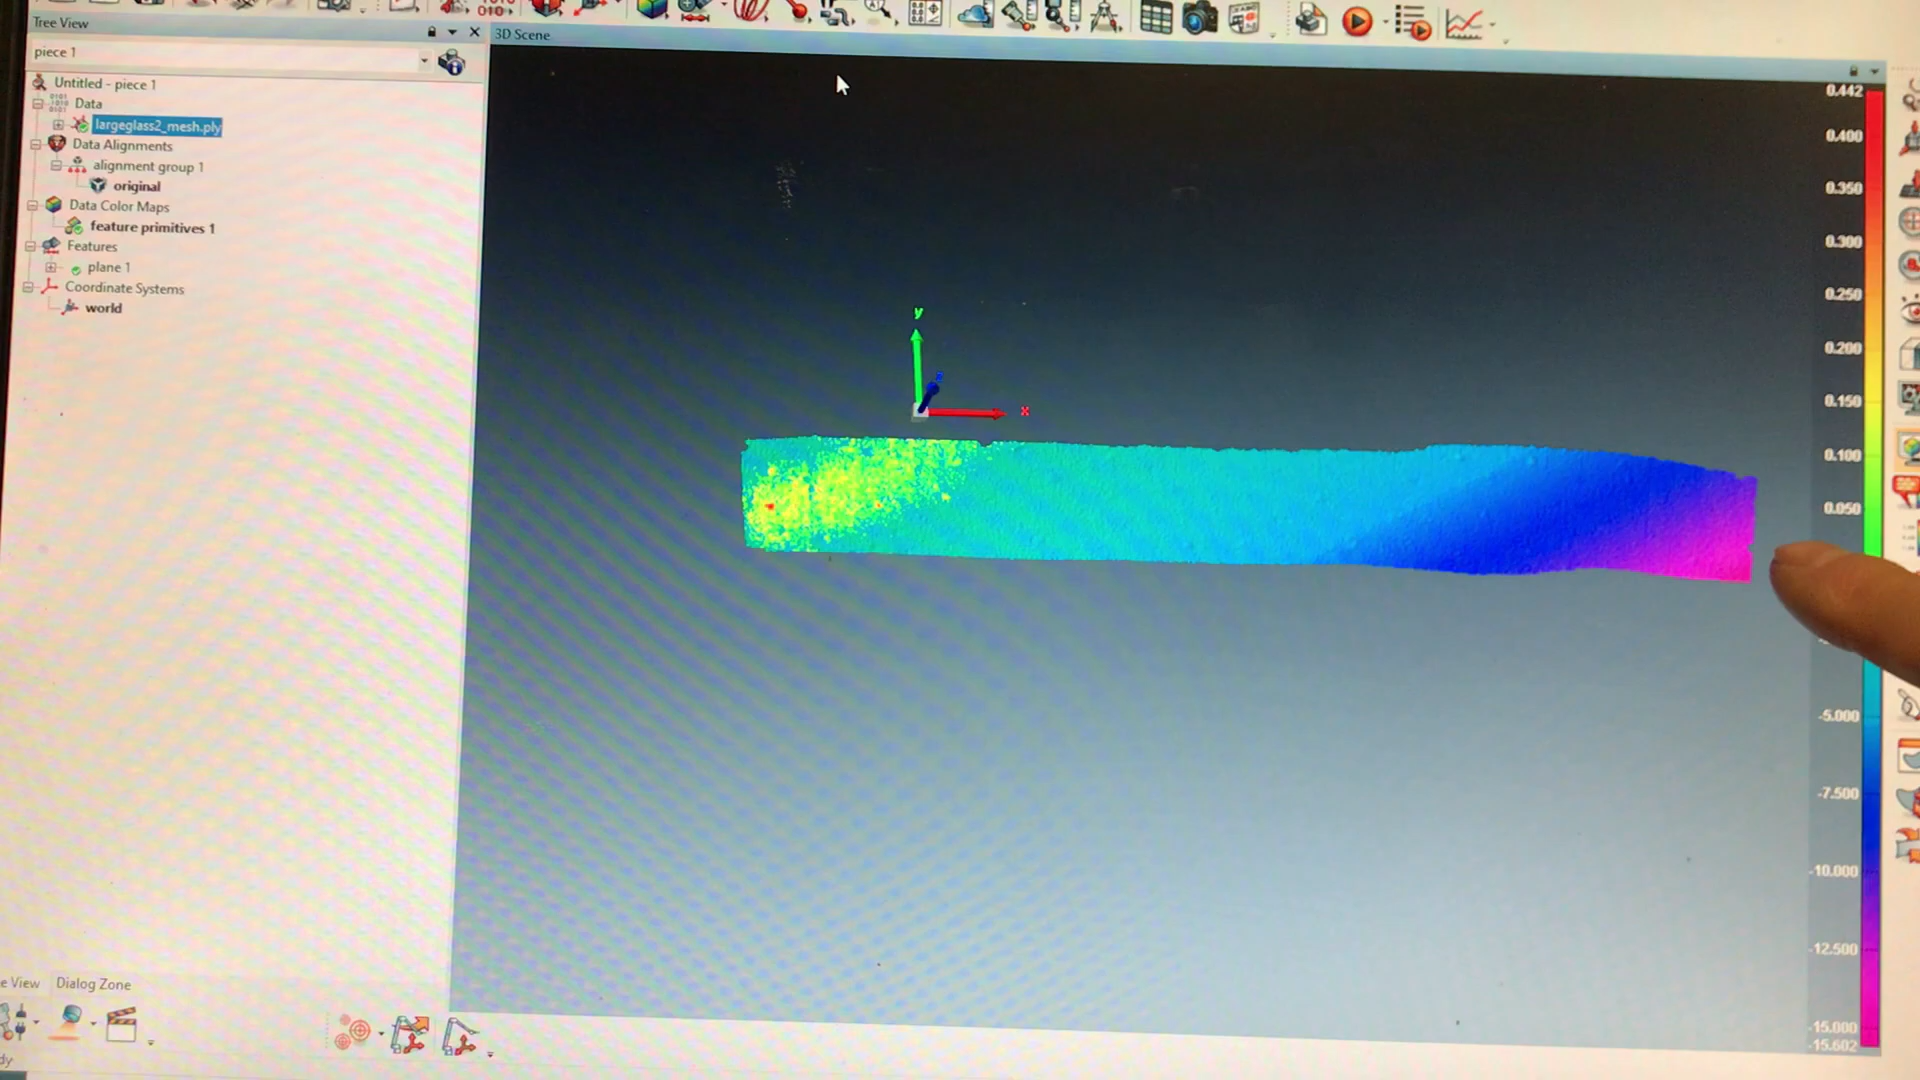 Tree View
3D Scene
piece 1
Untitled - piece 1
Data
largeglass2_mesh.ply
Data Alignments
alignment group 1
original
Data Color Maps
feature primitives 1
Features
plane 1
Coordinate Systems
world
y
x
0.442
0.400
0.350
0.300
0.250
0.200
0.150
0.100
0.050
-5.000
-7.500
-10.000
-12.500
-15.000
-15.602
e View
Dialog Zone
dy